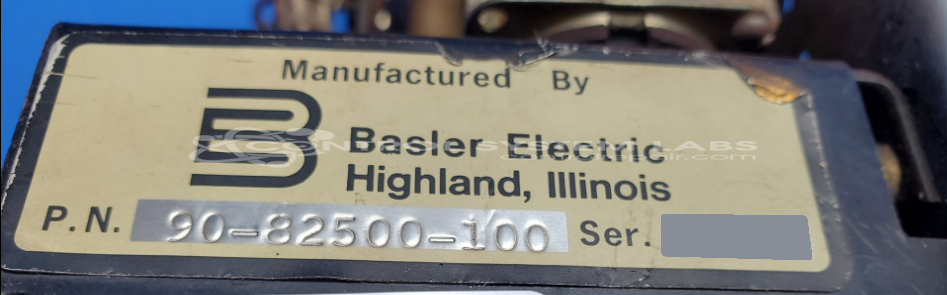 Manufactured By
Basler Electric
Highland, Illinois
P.N. 90-82500-100 Ser.